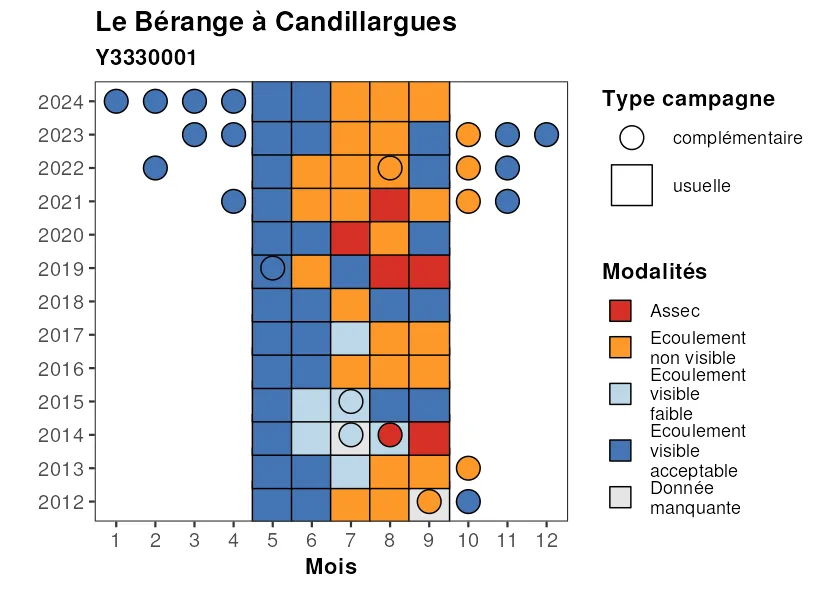 Le Bérange à Candillargues
Y3330001
2024
2023
2022
2021
2020
2019
2018
2017
2016
2015
2014
2013
2012
1 2 3 4 5 6 7 8 9 10 11 12
Mois
Type campagne
complémentaire
usuelle
Modalités
Assec
Ecoulement
non visible
Ecoulement
visible
faible
Ecoulement
visible
acceptable
Donnée
manquante